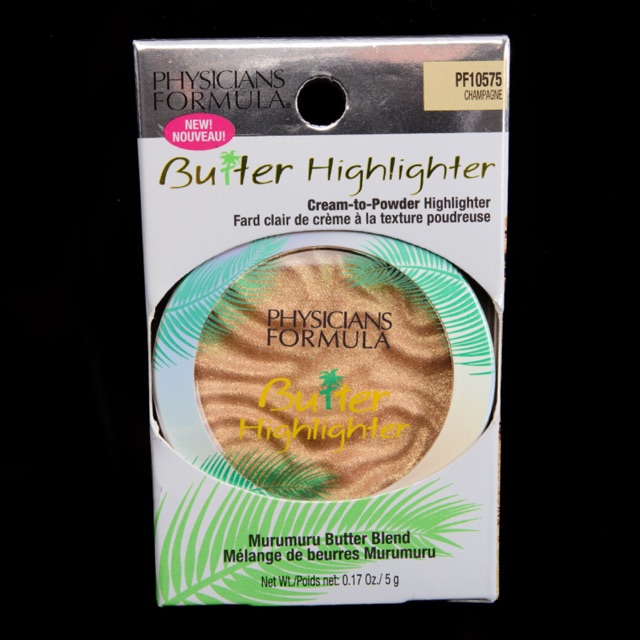 PHYSICIANS
FORMULA®
PF10575
CHAMPAGNE
NEW!
NOUVEAU!
Butter Highlighter
Cream-to-Powder Highlighter
Fard clair de crème à la texture poudreuse
PHYSICIANS
FORMULA
Butter
Highlighter
Murumuru Butter Blend
Mélange de beurres Murumuru
Net Wt./Poids net: 0.17 Oz./ 5 g